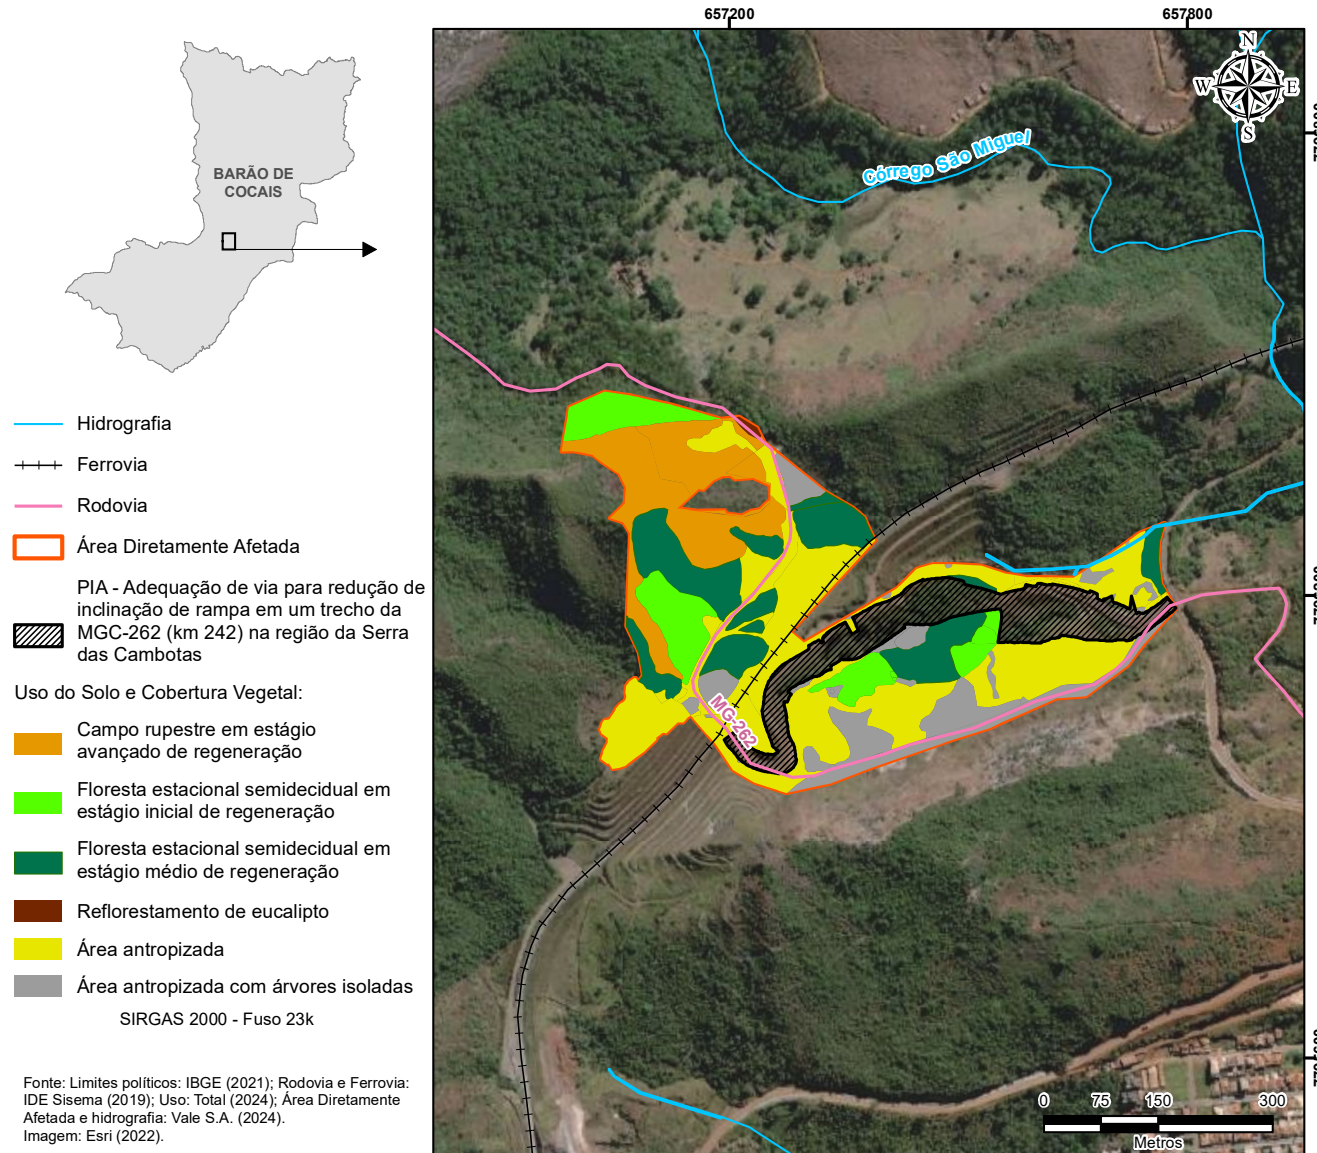 657200
657800
N
W
E
S
BARÃO DE
COCAIS
Córrego São Miguel
MG-262
Hidrografia
Ferrovia
Rodovia
Área Diretamente Afetada
PIA - Adequação de via para redução de
inclinação de rampa em um trecho da
MGC-262 (km 242) na região da Serra
das Cambotas
Uso do Solo e Cobertura Vegetal:
Campo rupestre em estágio
avançado de regeneração
Floresta estacional semidecidual em
estágio inicial de regeneração
Floresta estacional semidecidual em
estágio médio de regeneração
Reflorestamento de eucalipto
Área antropizada
Área antropizada com árvores isoladas
SIRGAS 2000 - Fuso 23k
Fonte: Limites políticos: IBGE (2021); Rodovia e Ferrovia:
IDE Sisema (2019); Uso: Total (2024); Área Diretamente
Afetada e hidrografia: Vale S.A. (2024).
Imagem: Esri (2022).
0 75 150 300
Metros